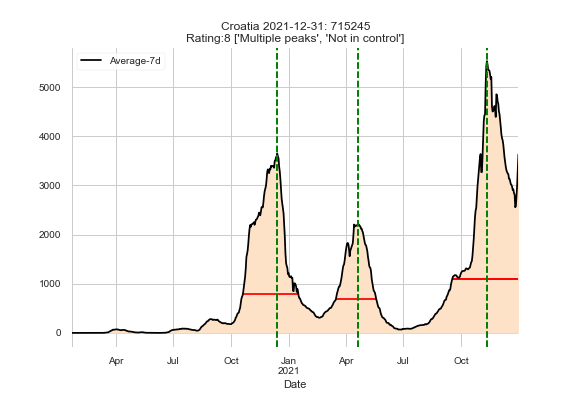 Croatia 2021-12-31: 715245
Rating:8 ['Multiple peaks', 'Not in control']
Average-7d
5000
4000
3000
2000
1000
0
Apr Jul Oct Jan Apr Jul Oct
2021
Date